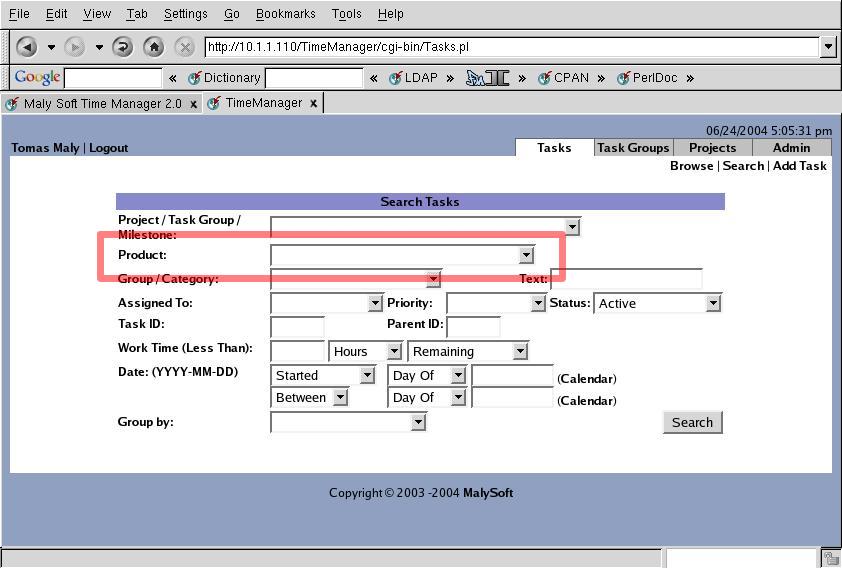 File Edit View Tab Settings Go Bookmarks Tools Help
http://10.1.1.110/TimeManager/cgi-bin/Tasks.pl
Google « Dictionary « LDAP » » CPAN » PerlDoc »
Maly Soft Time Manager 2.0 x TimeManager x
06/24/2004 5:05:31 pm
Tomas Maly | Logout Tasks Task Groups Projects Admin
Browse | Search | Add Task
Search Tasks
Project / Task Group /
Milestone:
Product:
Group / Category: Text:
Assigned To: Priority: Status: Active
Task ID: Parent ID:
Work Time (Less Than): Hours Remaining
Date: (YYYY-MM-DD) Started Day Of (Calendar)
Between Day Of (Calendar)
Group by: Search
Copyright © 2003 -2004 MalySoft